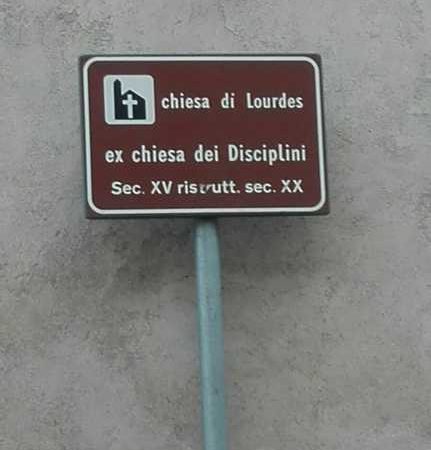 chiesa di Lourdes
ex chiesa dei Disciplini
Sec. XV ristrutt. sec. XX